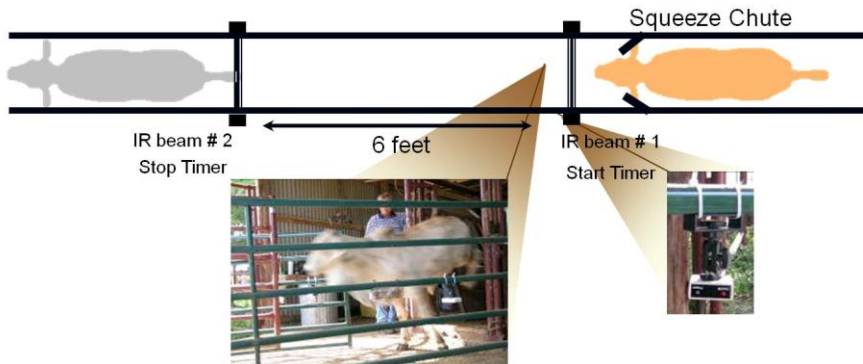 Squeeze Chute
IR beam # 2
Stop Timer
6 feet
IR beam # 1
Start Timer